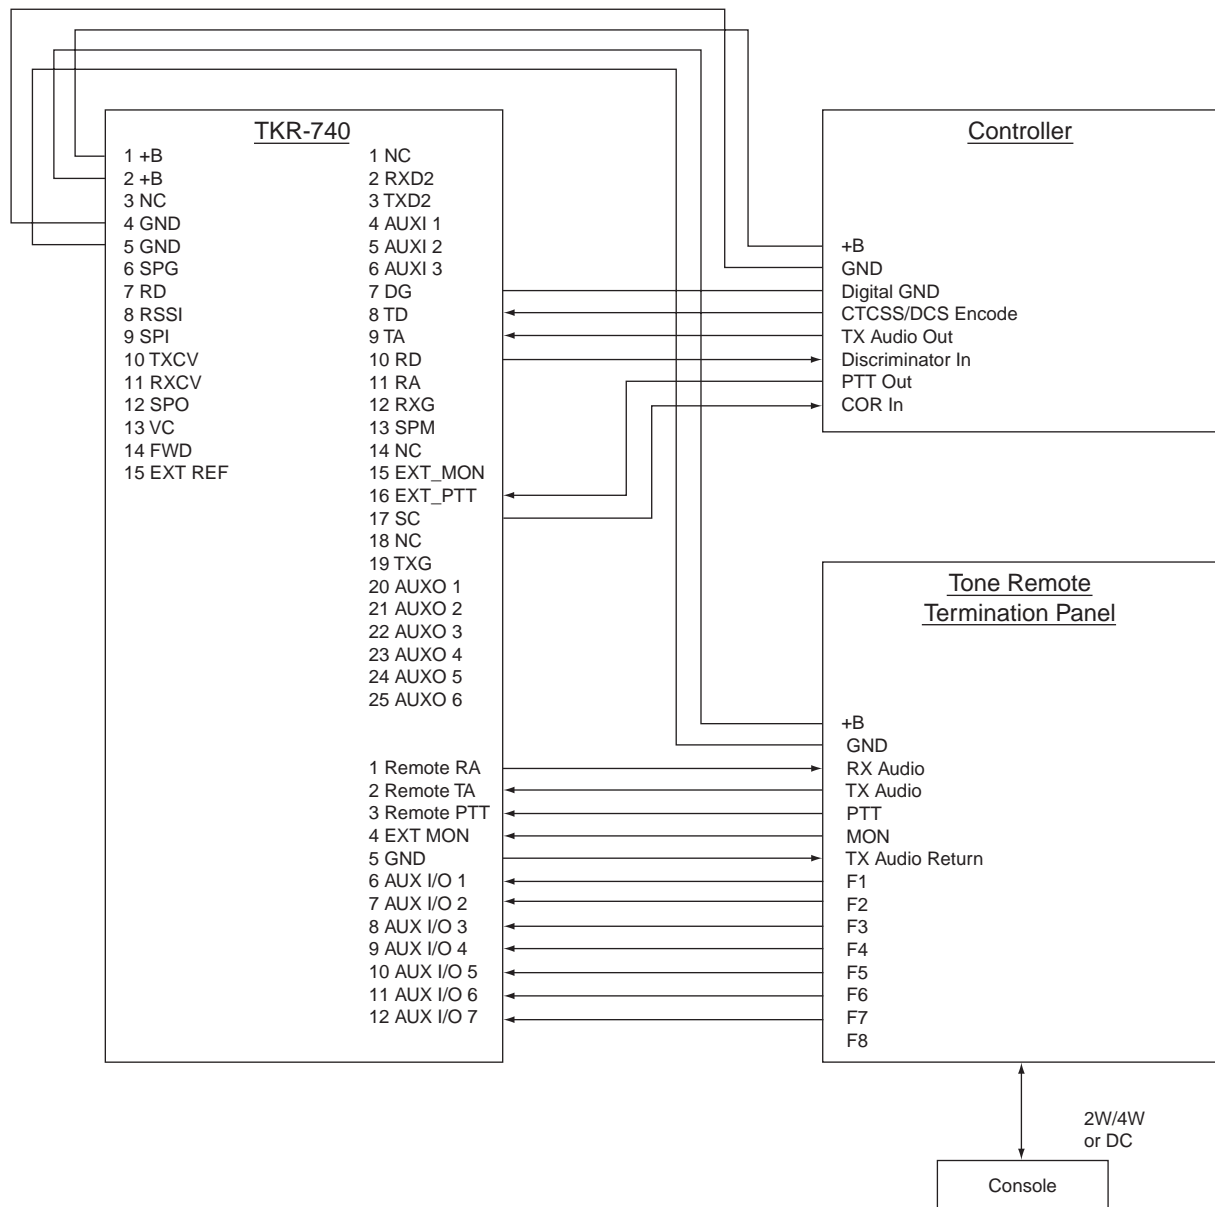 TKR-740
1 +B
2 +B
3 NC
4 GND
5 GND
6 SPG
7 RD
8 RSSI
9 SPI
10 TXCV
11 RXCV
12 SPO
13 VC
14 FWD
15 EXT REF
1 NC
2 RXD2
3 TXD2
4 AUXI 1
5 AUXI 2
6 AUXI 3
7 DG
8 TD
9 TA
10 RD
11 RA
12 RXG
13 SPM
14 NC
15 EXT_MON
16 EXT_PTT
17 SC
18 NC
19 TXG
20 AUXO 1
21 AUXO 2
22 AUXO 3
23 AUXO 4
24 AUXO 5
25 AUXO 6
1 Remote RA
2 Remote TA
3 Remote PTT
4 EXT MON
5 GND
6 AUX I/O 1
7 AUX I/O 2
8 AUX I/O 3
9 AUX I/O 4
10 AUX I/O 5
11 AUX I/O 6
12 AUX I/O 7
Controller
+B
GND
Digital GND
CTCSS/DCS Encode
TX Audio Out
Discriminator In
PTT Out
COR In
Tone Remote
Termination Panel
+B
GND
RX Audio
TX Audio
PTT
MON
TX Audio Return
F1
F2
F3
F4
F5
F6
F7
F8
2W/4W
or DC
Console